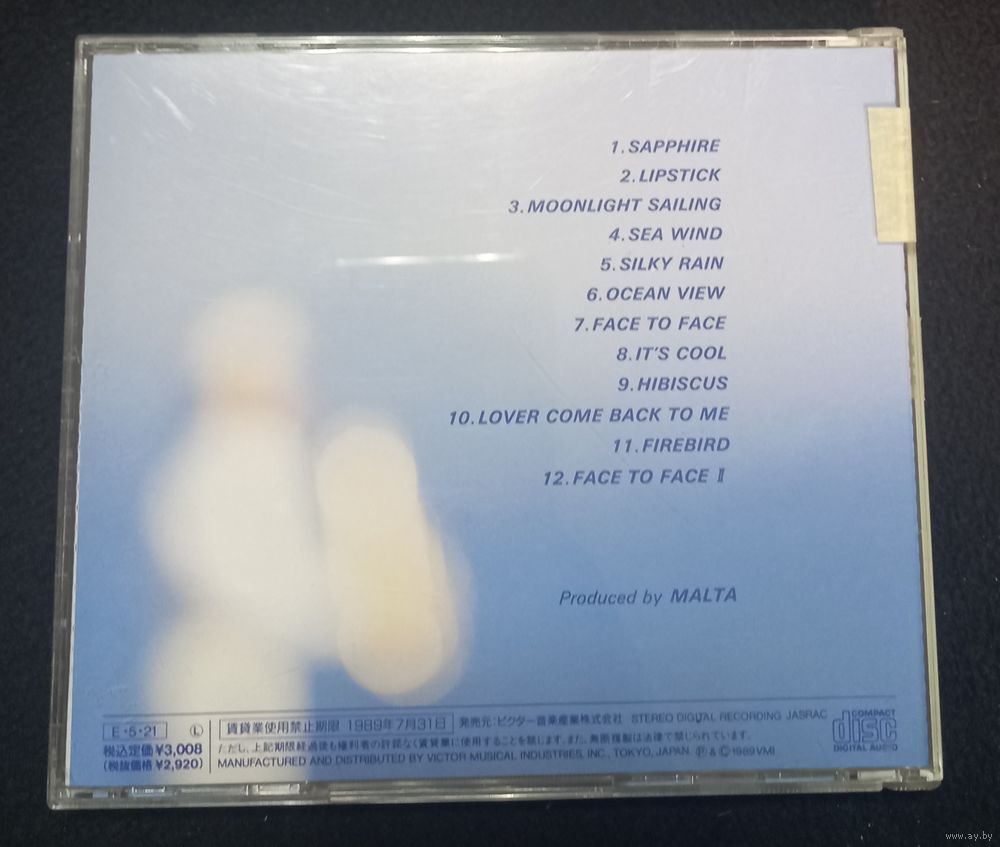 1.SAPPHIRE
2.LIPSTICK
3.MOONLIGHT SAILING
4.SEA WIND
5.SILKY RAIN
6.OCEAN VIEW
7.FACE TO FACE
8.IT'S COOL
9.HIBISCUS
10.LOVER COME BACK TO ME
11.FIREBIRD
12.FACE TO FACE Ⅱ
Produced by MALTA
E・5・21 Ⓛ
税込定価¥3,008
(税抜価格¥2,920)
賃貸業使用禁止期限 1989年7月31日 発売元:ビクター音楽産業株式会社 STEREO DIGITAL RECORDING JASRAC
ただし、上記期限経過後も権利者の許諾なく賃貸業に使用することを禁じます。また、無断複製は法律で禁じられています。
MANUFACTURED AND DISTRIBUTED BY VICTOR MUSICAL INDUSTRIES, INC., TOKYO, JAPAN. Ⓟ&Ⓒ1989 VMI
COMPACT
disc
DIGITAL AUDIO
www.ay.by